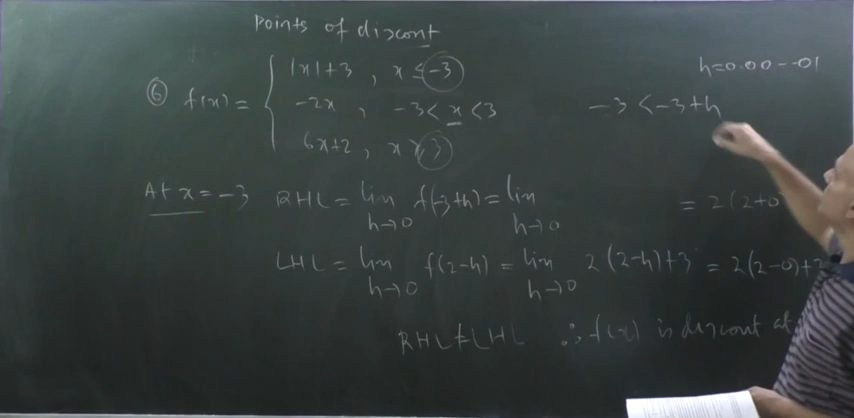 Points of discont
h=0.00---01
⑥ f(x) = { |x|+3 , x ≤ -3
-2x , -3 < x < 3
6x+2 , x > 3
-3 < -3+h
At x = -3 RHL = lim h→0 f(-3+h) = lim h→0 = 2(2+0
LHL = lim h→0 f(2-h) = lim h→0 2(2-h)+3 = 2(2-0)+
RHL ≠ LHL ∴ f(x) is discont at